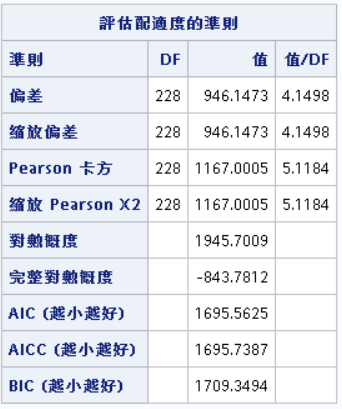 評估配適度的準則
準則 DF 值 值/DF
偏差 228 946.1473 4.1498
縮放偏差 228 946.1473 4.1498
Pearson 卡方 228 1167.0005 5.1184
縮放 Pearson X2 228 1167.0005 5.1184
對數概度 1945.7009
完整對數概度 -843.7812
AIC (越小越好) 1695.5625
AICC (越小越好) 1695.7387
BIC (越小越好) 1709.3494